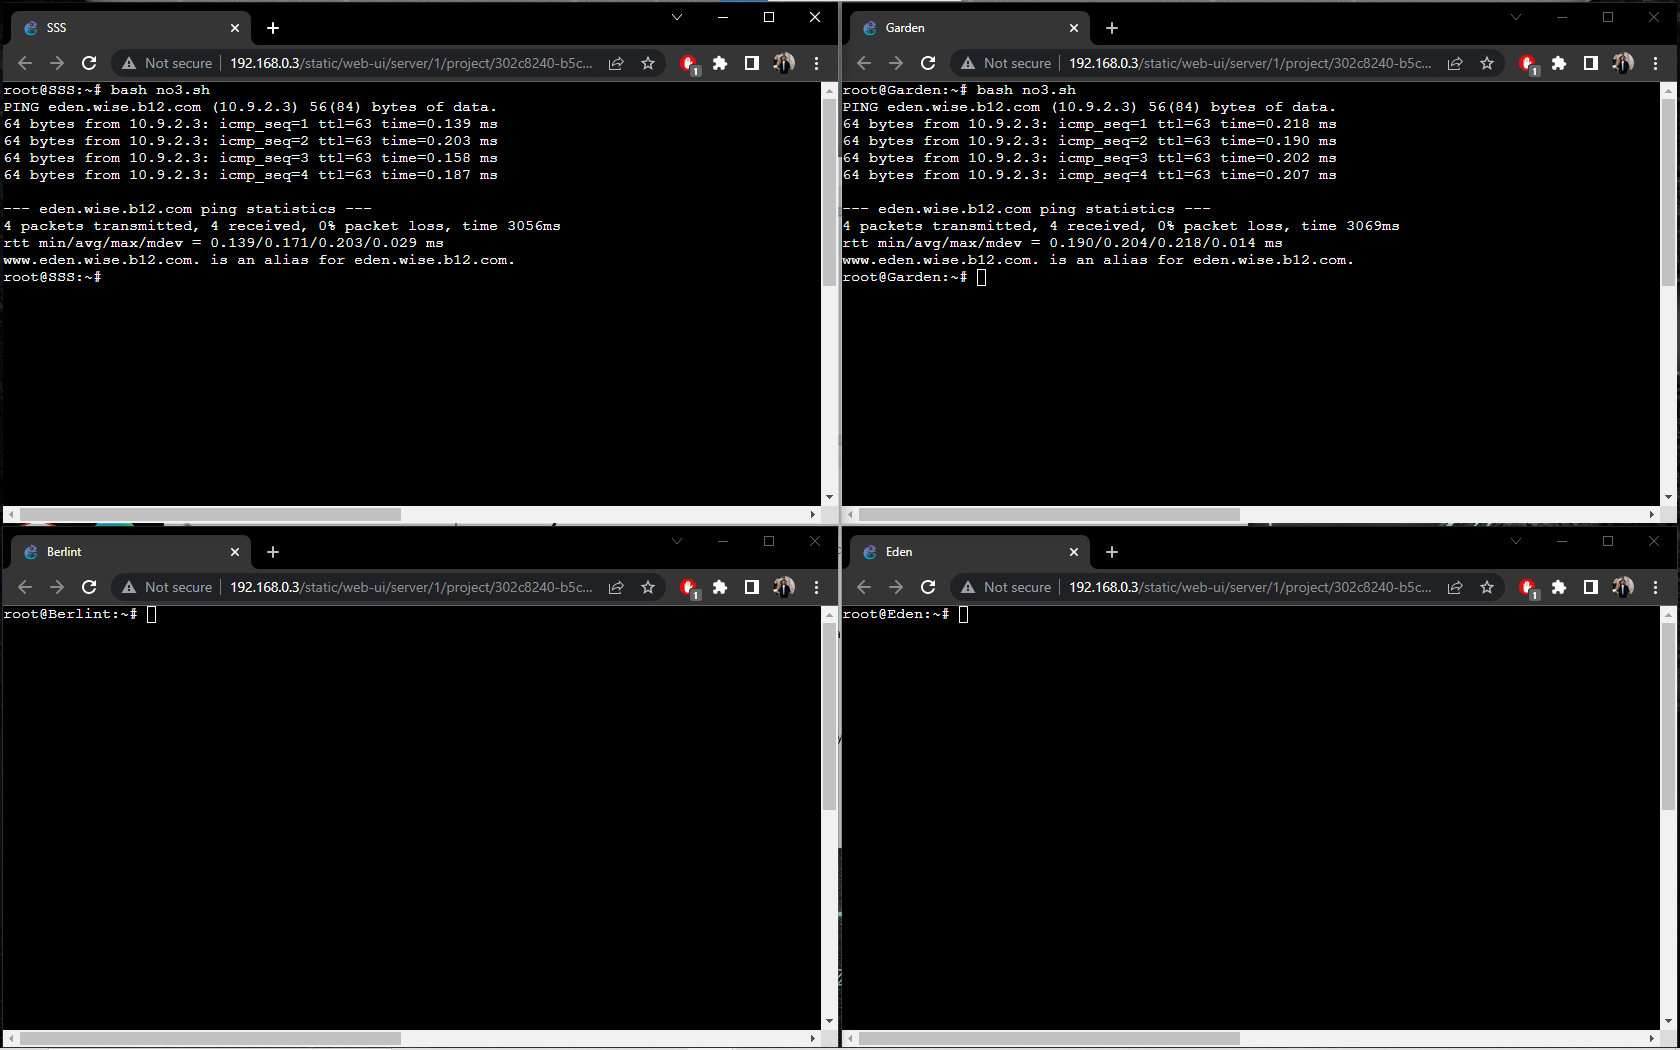 SSS
Not secure
192.168.0.3/static/web-ui/server/1/project/302c8240-b5c...
1
root@SSS:~# bash no3.sh
PING eden.wise.b12.com (10.9.2.3) 56(84) bytes of data.
64 bytes from 10.9.2.3: icmp_seq=1 ttl=63 time=0.139 ms
64 bytes from 10.9.2.3: icmp_seq=2 ttl=63 time=0.203 ms
64 bytes from 10.9.2.3: icmp_seq=3 ttl=63 time=0.158 ms
64 bytes from 10.9.2.3: icmp_seq=4 ttl=63 time=0.187 ms
--- eden.wise.b12.com ping statistics ---
4 packets transmitted, 4 received, 0% packet loss, time 3056ms
rtt min/avg/max/mdev = 0.139/0.171/0.203/0.029 ms
www.eden.wise.b12.com. is an alias for eden.wise.b12.com.
root@SSS:~#
Garden
Not secure
192.168.0.3/static/web-ui/server/1/project/302c8240-b5c...
1
root@Garden:~# bash no3.sh
PING eden.wise.b12.com (10.9.2.3) 56(84) bytes of data.
64 bytes from 10.9.2.3: icmp_seq=1 ttl=63 time=0.218 ms
64 bytes from 10.9.2.3: icmp_seq=2 ttl=63 time=0.190 ms
64 bytes from 10.9.2.3: icmp_seq=3 ttl=63 time=0.202 ms
64 bytes from 10.9.2.3: icmp_seq=4 ttl=63 time=0.207 ms
--- eden.wise.b12.com ping statistics ---
4 packets transmitted, 4 received, 0% packet loss, time 3069ms
rtt min/avg/max/mdev = 0.190/0.204/0.218/0.014 ms
www.eden.wise.b12.com. is an alias for eden.wise.b12.com.
root@Garden:~#
Berlint
Not secure
192.168.0.3/static/web-ui/server/1/project/302c8240-b5c...
1
root@Berlint:~#
Eden
Not secure
192.168.0.3/static/web-ui/server/1/project/302c8240-b5c...
1
root@Eden:~#